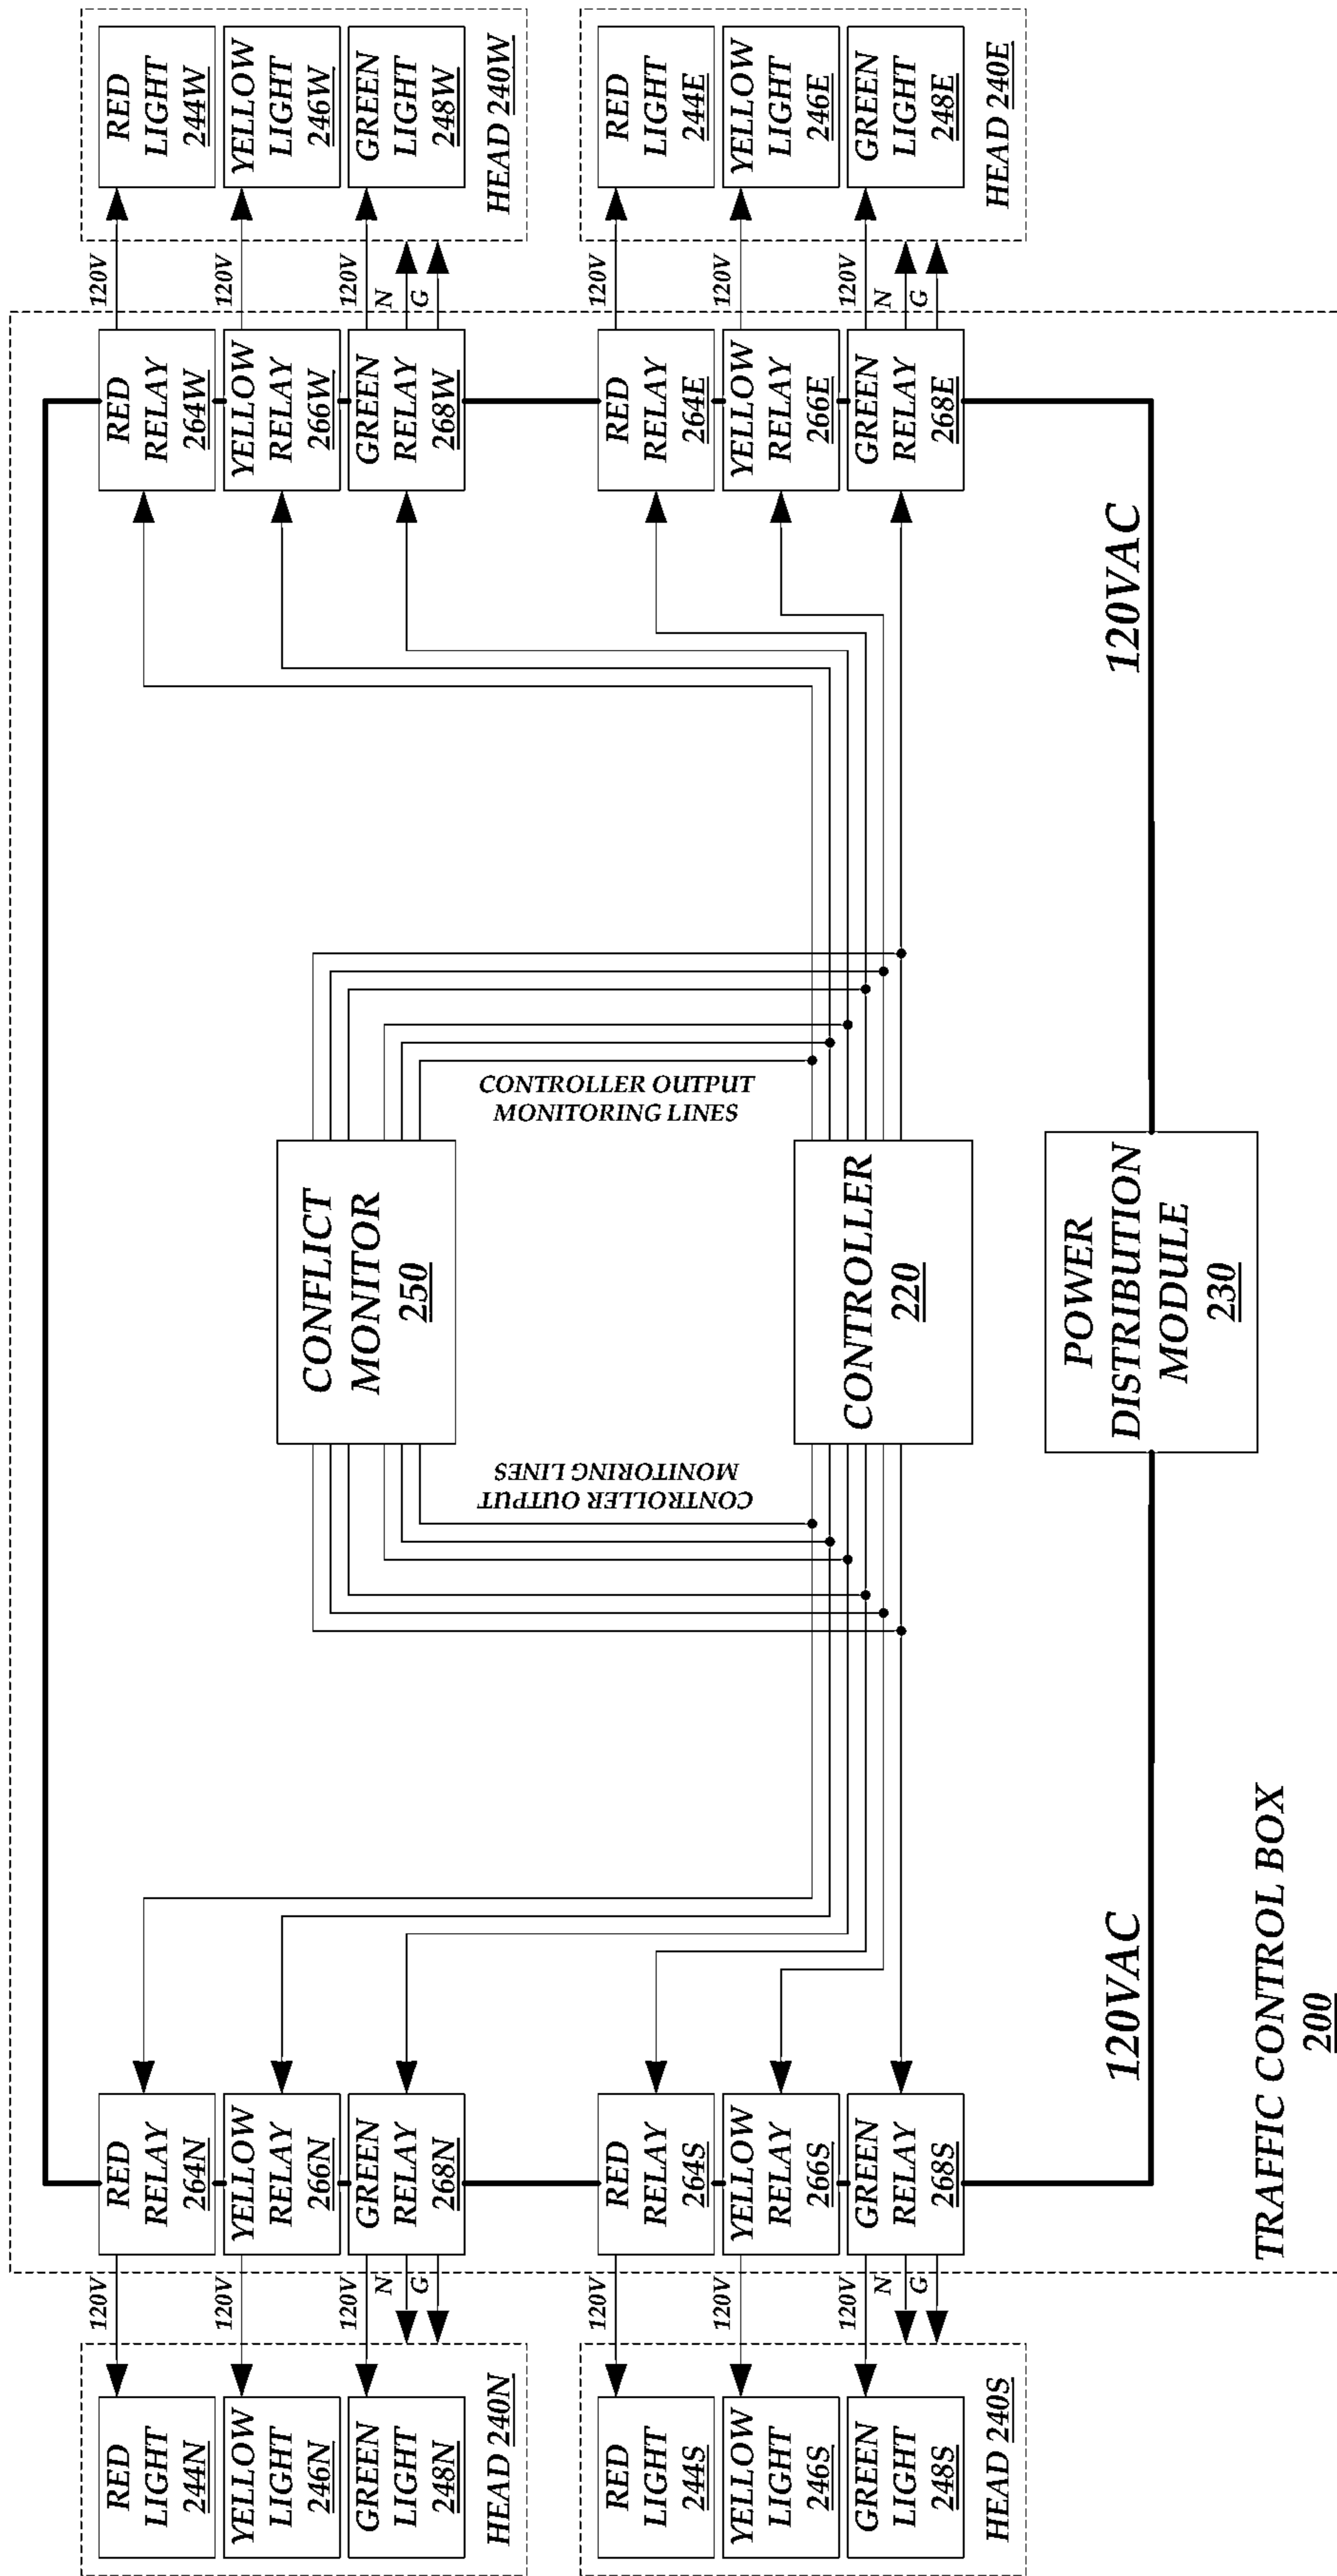 RED
LIGHT
244N
YELLOW
LIGHT
246N
GREEN
LIGHT
248N
HEAD 240N
120V
120V
120V
N
G
RED
RELAY
264N
YELLOW
RELAY
266N
GREEN
RELAY
268N
RED
LIGHT
244S
YELLOW
LIGHT
246S
GREEN
LIGHT
248S
HEAD 240S
120V
120V
120V
N
G
RED
RELAY
264S
YELLOW
RELAY
266S
GREEN
RELAY
268S
CONFLICT
MONITOR
250
CONTROLLER OUTPUT
MONITORING LINES
CONTROLLER OUTPUT
MONITORING LINES
CONTROLLER
220
POWER
DISTRIBUTION
MODULE
230
120VAC
120VAC
RED
RELAY
264W
YELLOW
RELAY
266W
GREEN
RELAY
268W
120V
120V
120V
N
G
RED
LIGHT
244W
YELLOW
LIGHT
246W
GREEN
LIGHT
248W
HEAD 240W
RED
RELAY
264E
YELLOW
RELAY
266E
GREEN
RELAY
268E
120V
120V
120V
N
G
RED
LIGHT
244E
YELLOW
LIGHT
246E
GREEN
LIGHT
248E
HEAD 240E
TRAFFIC CONTROL BOX
200